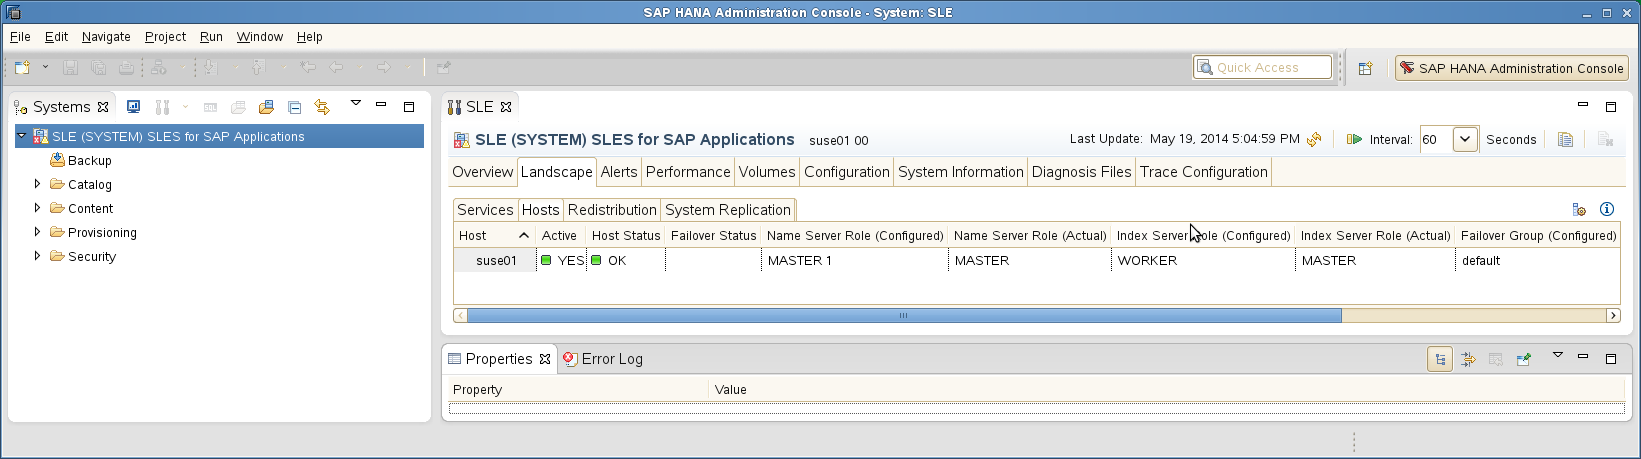 SAP HANA Administration Console - System: SLE
File Edit Navigate Project Run Window Help
Quick Access
SAP HANA Administration Console
Systems
SLE (SYSTEM) SLES for SAP Applications
Backup
Catalog
Content
Provisioning
Security
SLE
SLE (SYSTEM) SLES for SAP Applications suse01 00
Last Update: May 19, 2014 5:04:59 PM Interval: 60 Seconds
Overview Landscape Alerts Performance Volumes Configuration System Information Diagnosis Files Trace Configuration
Services Hosts Redistribution System Replication
Host Active Host Status Failover Status Name Server Role (Configured) Name Server Role (Actual) Index Server Role (Configured) Index Server Role (Actual) Failover Group (Configured)
suse01 YES OK MASTER 1 MASTER WORKER MASTER default
Properties Error Log
Property Value